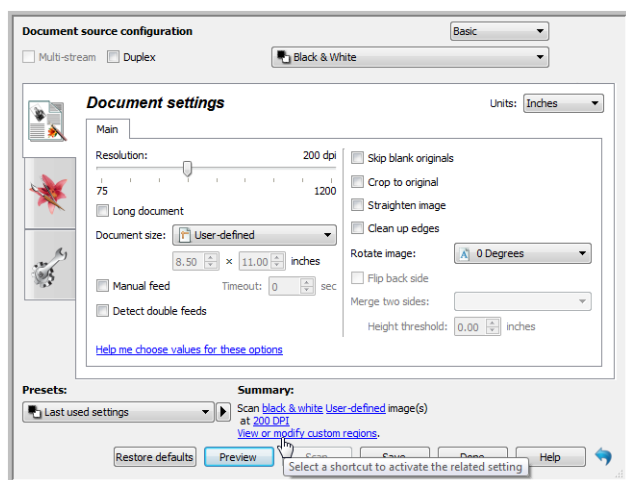 Document source configuration
Basic
Multi-stream
Duplex
Black & White
Document settings
Units:
Inches
Main
Resolution:
200 dpi
75
1200
Long document
Document size:
User-defined
8.50 × 11.00 inches
Manual feed
Timeout: 0 sec
Detect double feeds
Help me choose values for these options
Skip blank originals
Crop to original
Straighten image
Clean up edges
Rotate image:
0 Degrees
Flip back side
Merge two sides:
Height threshold: 0.00 inches
Presets:
Last used settings
Summary:
Scan black & white User-defined image(s)
at 200 DPI
View or modify custom regions.
Restore defaults
Preview
Scan
Save
Done
Help
Select a shortcut to activate the related setting